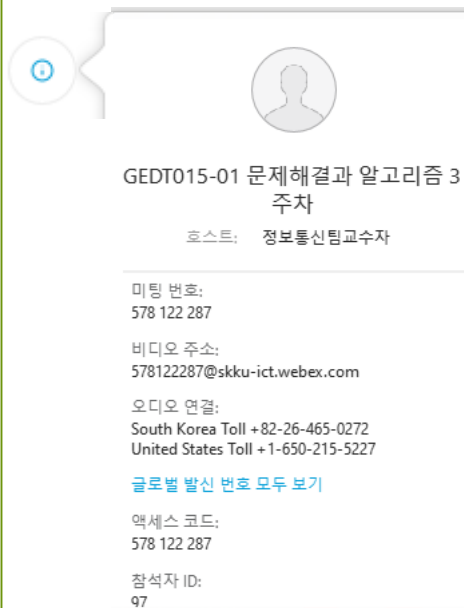 GEDT015-01 문제해결과 알고리즘 3
주차
호스트: 정보통신팀교수자
미팅 번호:
578 122 287
비디오 주소:
578122287@skku-ict.webex.com
오디오 연결:
South Korea Toll +82-26-465-0272
United States Toll +1-650-215-5227
글로벌 발신 번호 모두 보기
액세스 코드:
578 122 287
참석자 ID:
97